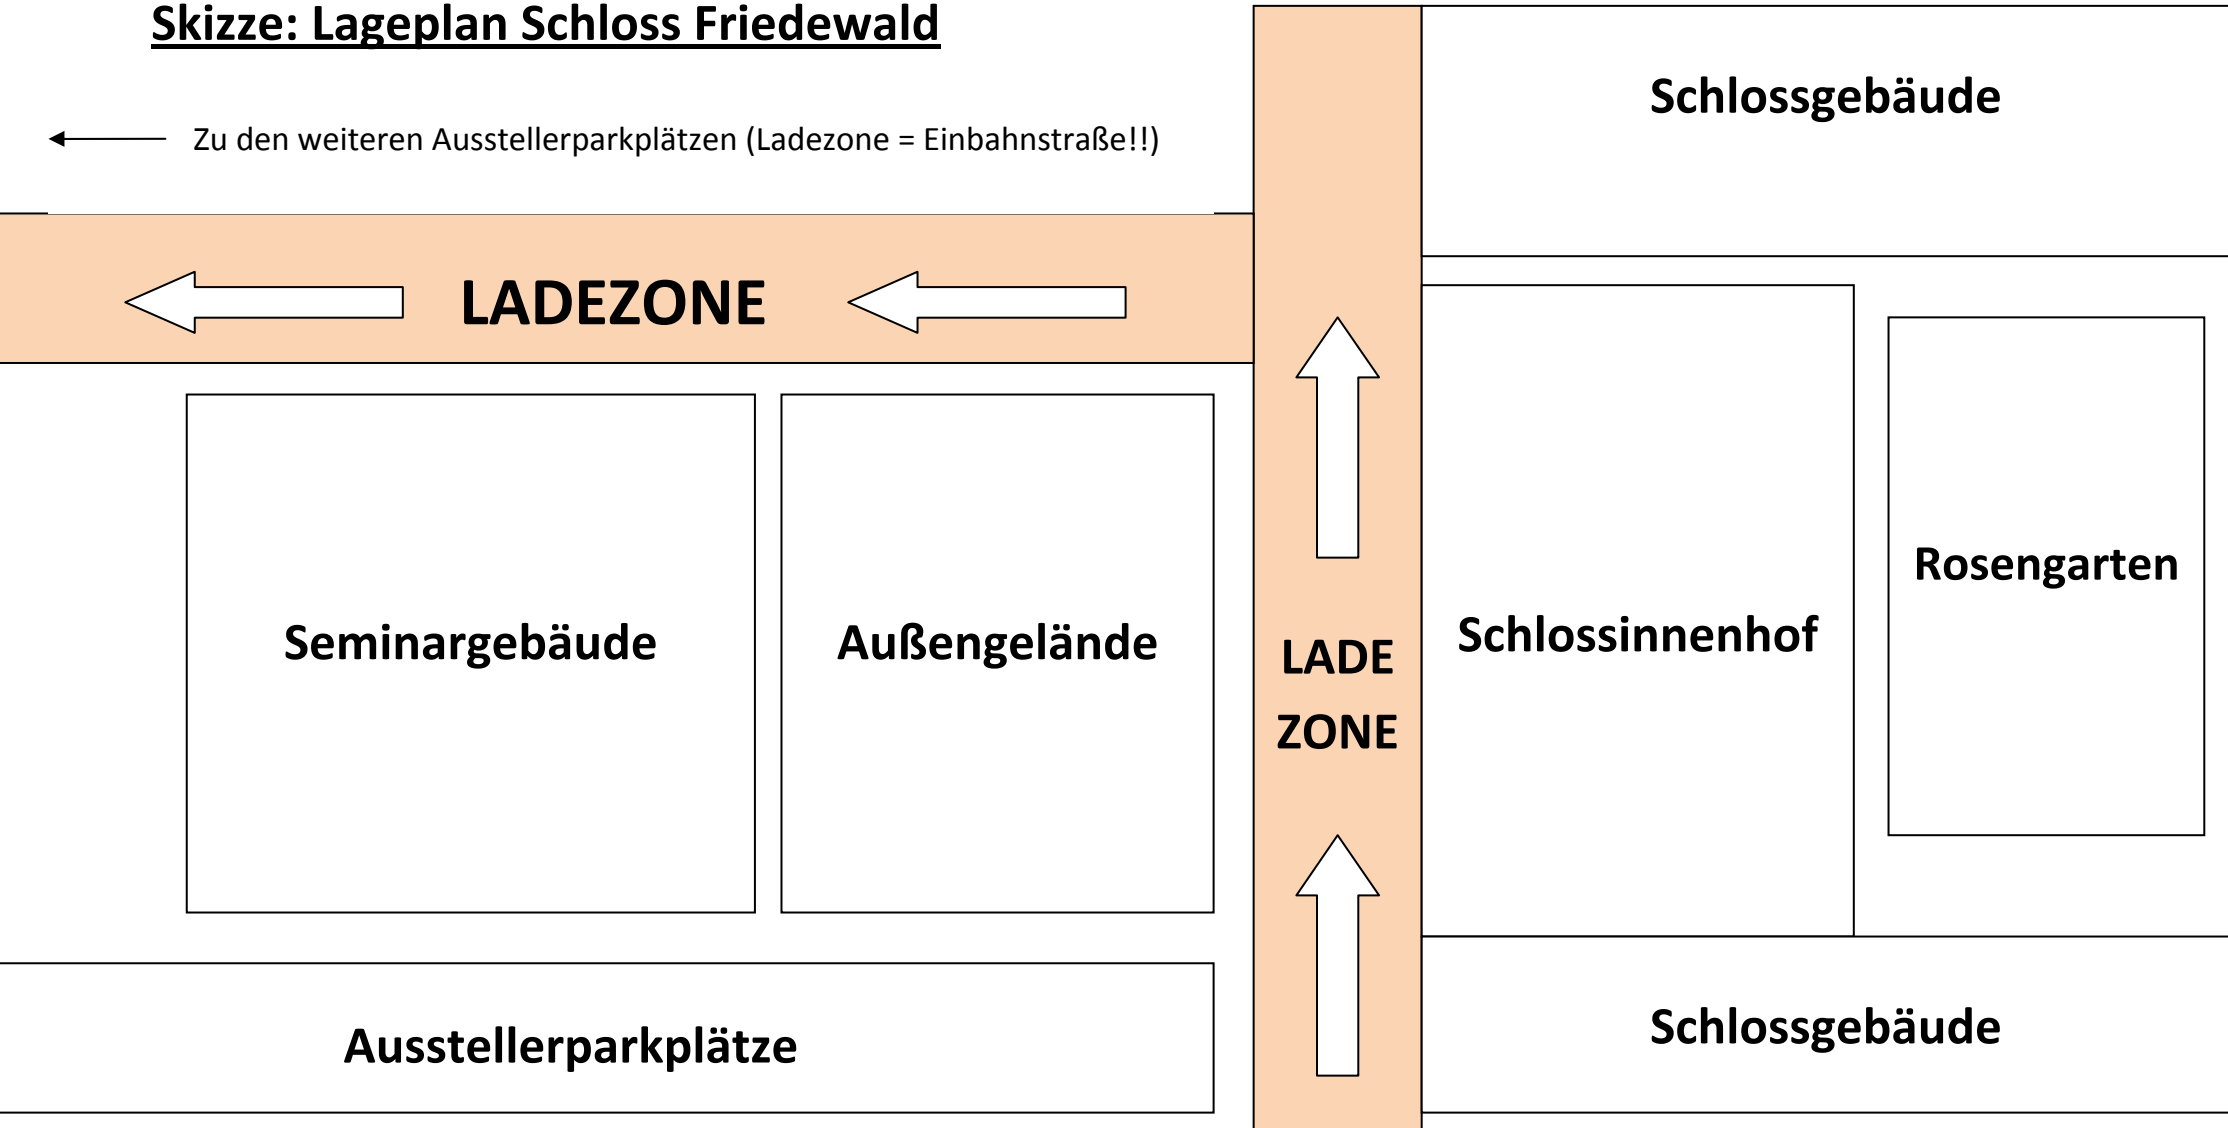 Skizze: Lageplan Schloss Friedewald
Schlossgebäude
Zu den weiteren Ausstellerparkplätzen (Ladezone = Einbahnstraße!!)
LADEZONE
Seminargebäude
Außengelände
LADE
ZONE
Schlossinnenhof
Rosengarten
Ausstellerparkplätze
Schlossgebäude